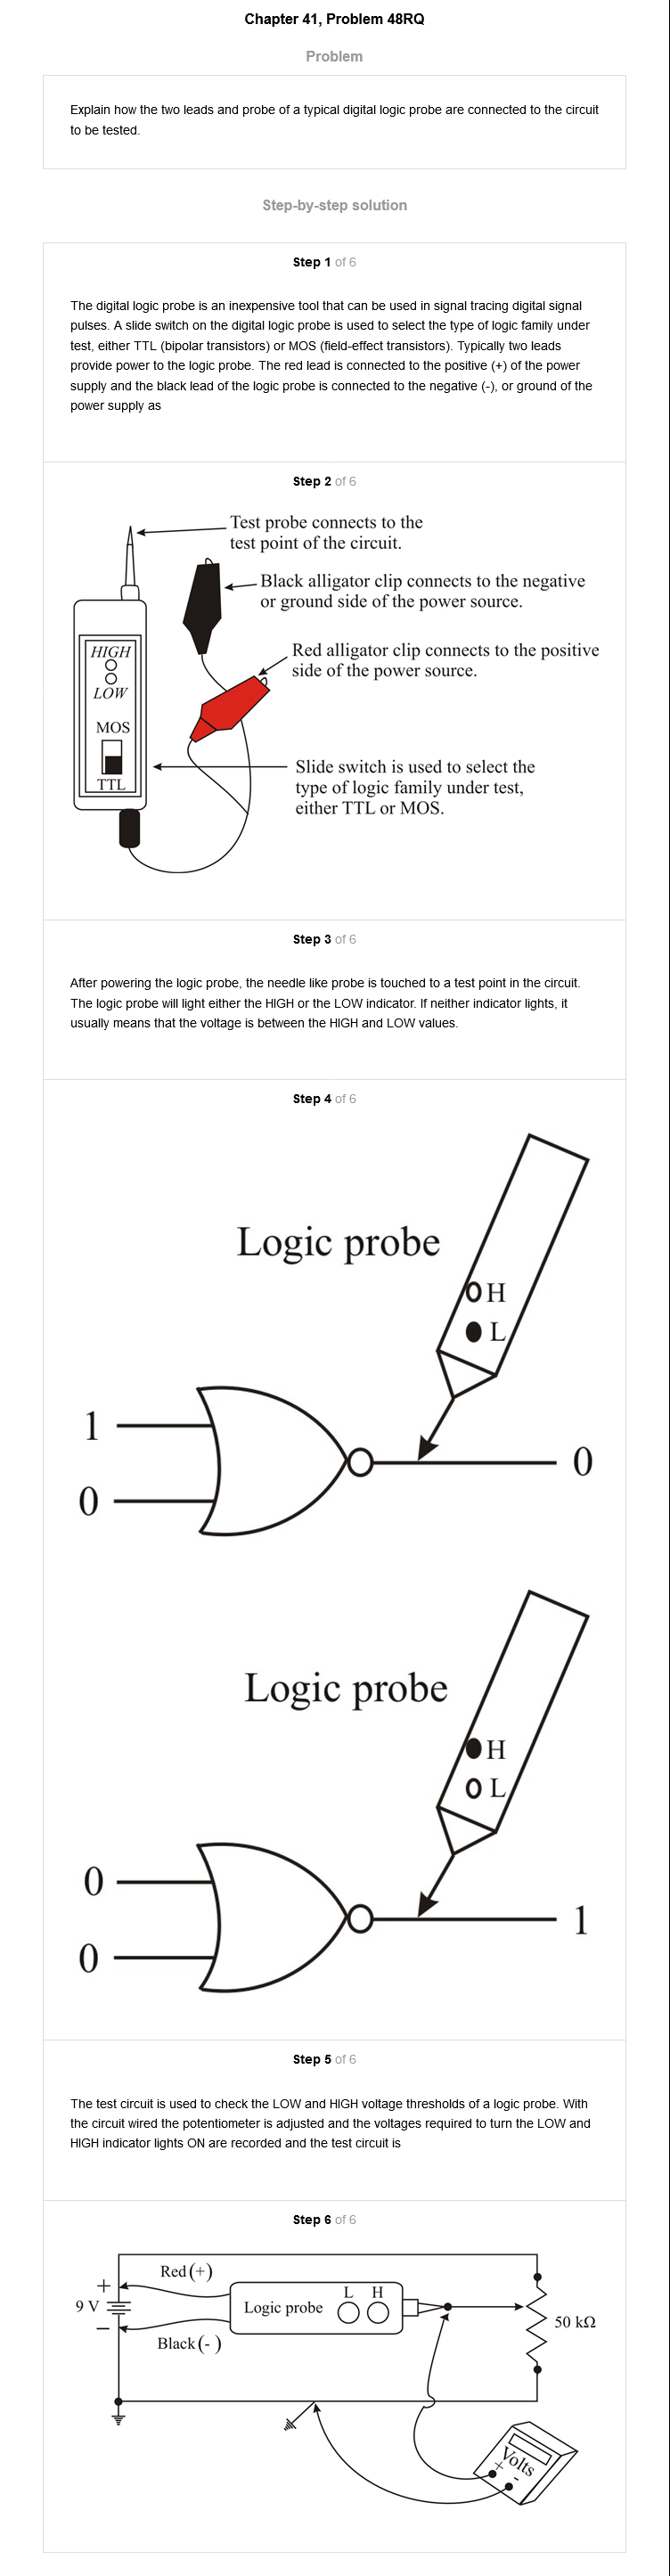 Chapter 41, Problem 48RQ
Problem
Explain how the two leads and probe of a typical digital logic probe are connected to the circuit
to be tested.
Step-by-step solution
Step 1 of 6
The digital logic probe is an inexpensive tool that can be used in signal tracing digital signal
pulses. A slide switch on the digital logic probe is used to select the type of logic family under
test, either TTL (bipolar transistors) or MOS (field-effect transistors). Typically two leads
provide power to the logic probe. The red lead is connected to the positive (+) of the power
supply and the black lead of the logic probe is connected to the negative (-), or ground of the
power supply as
Step 2 of 6
Test probe connects to the
test point of the circuit.
Black alligator clip connects to the negative
or ground side of the power source.
Red alligator clip connects to the positive
side of the power source.
HIGH
LOW
MOS
TTL
Slide switch is used to select the
type of logic family under test,
either TTL or MOS.
Step 3 of 6
After powering the logic probe, the needle like probe is touched to a test point in the circuit.
The logic probe will light either the HIGH or the LOW indicator. If neither indicator lights, it
usually means that the voltage is between the HIGH and LOW values.
Step 4 of 6
Logic probe
H
L
1
0
0
Logic probe
H
L
0
0
1
Step 5 of 6
The test circuit is used to check the LOW and HIGH voltage thresholds of a logic probe. With
the circuit wired the potentiometer is adjusted and the voltages required to turn the LOW and
HIGH indicator lights ON are recorded and the test circuit is
Step 6 of 6
Red (+)
+
9 V
−
Black (-)
Logic probe
L H
50 kΩ
Volts
+ -